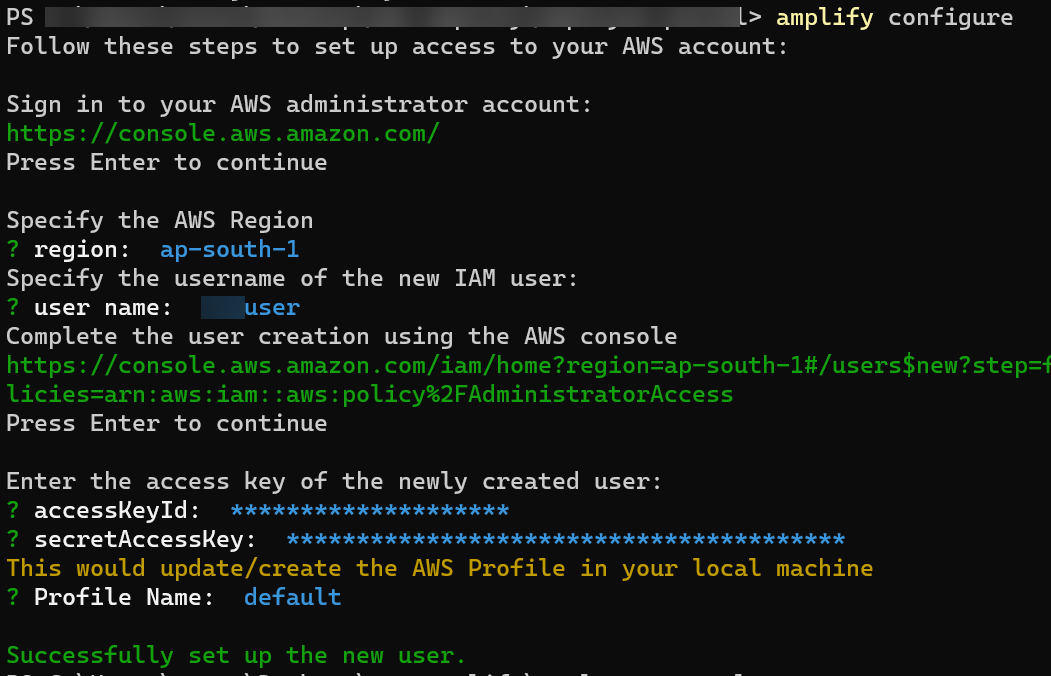 PS > amplify configure
Follow these steps to set up access to your AWS account:
Sign in to your AWS administrator account:
https://console.aws.amazon.com/
Press Enter to continue
Specify the AWS Region
? region: ap-south-1
Specify the username of the new IAM user:
? user name: user
Complete the user creation using the AWS console
https://console.aws.amazon.com/iam/home?region=ap-south-1#/users$new?step=f
licies=arn:aws:iam::aws:policy%2FAdministratorAccess
Press Enter to continue
Enter the access key of the newly created user:
? accessKeyId: ********************
? secretAccessKey: ****************************************
This would update/create the AWS Profile in your local machine
? Profile Name: default
Successfully set up the new user.